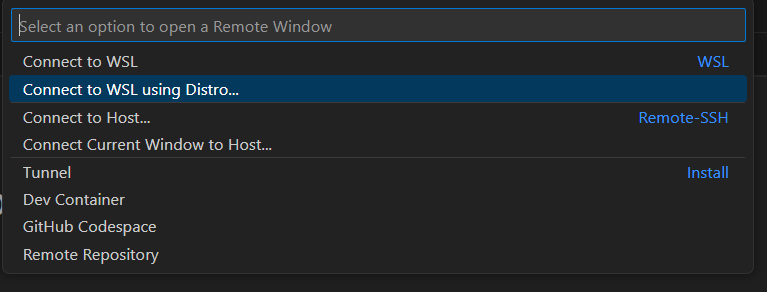 Select an option to open a Remote Window
Connect to WSL WSL
Connect to WSL using Distro...
Connect to Host... Remote-SSH
Connect Current Window to Host...
Tunnel Install
Dev Container
GitHub Codespace
Remote Repository